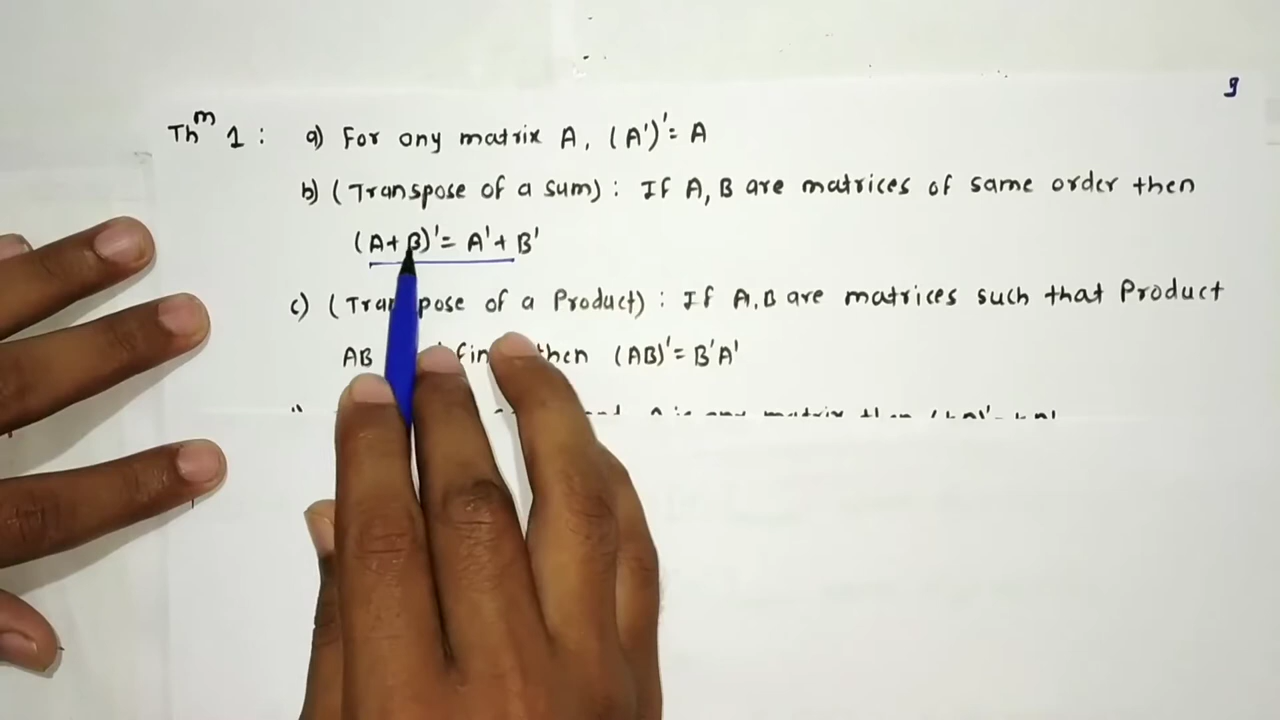 9
Thm 1 : a) For any matrix A, (A')' = A
b) (Transpose of a sum) : If A, B are matrices of same order then
(A+B)' = A' + B'
c) (Transpose of a Product) : If A, B are matrices such that Product
AB then (AB)' = B'A'